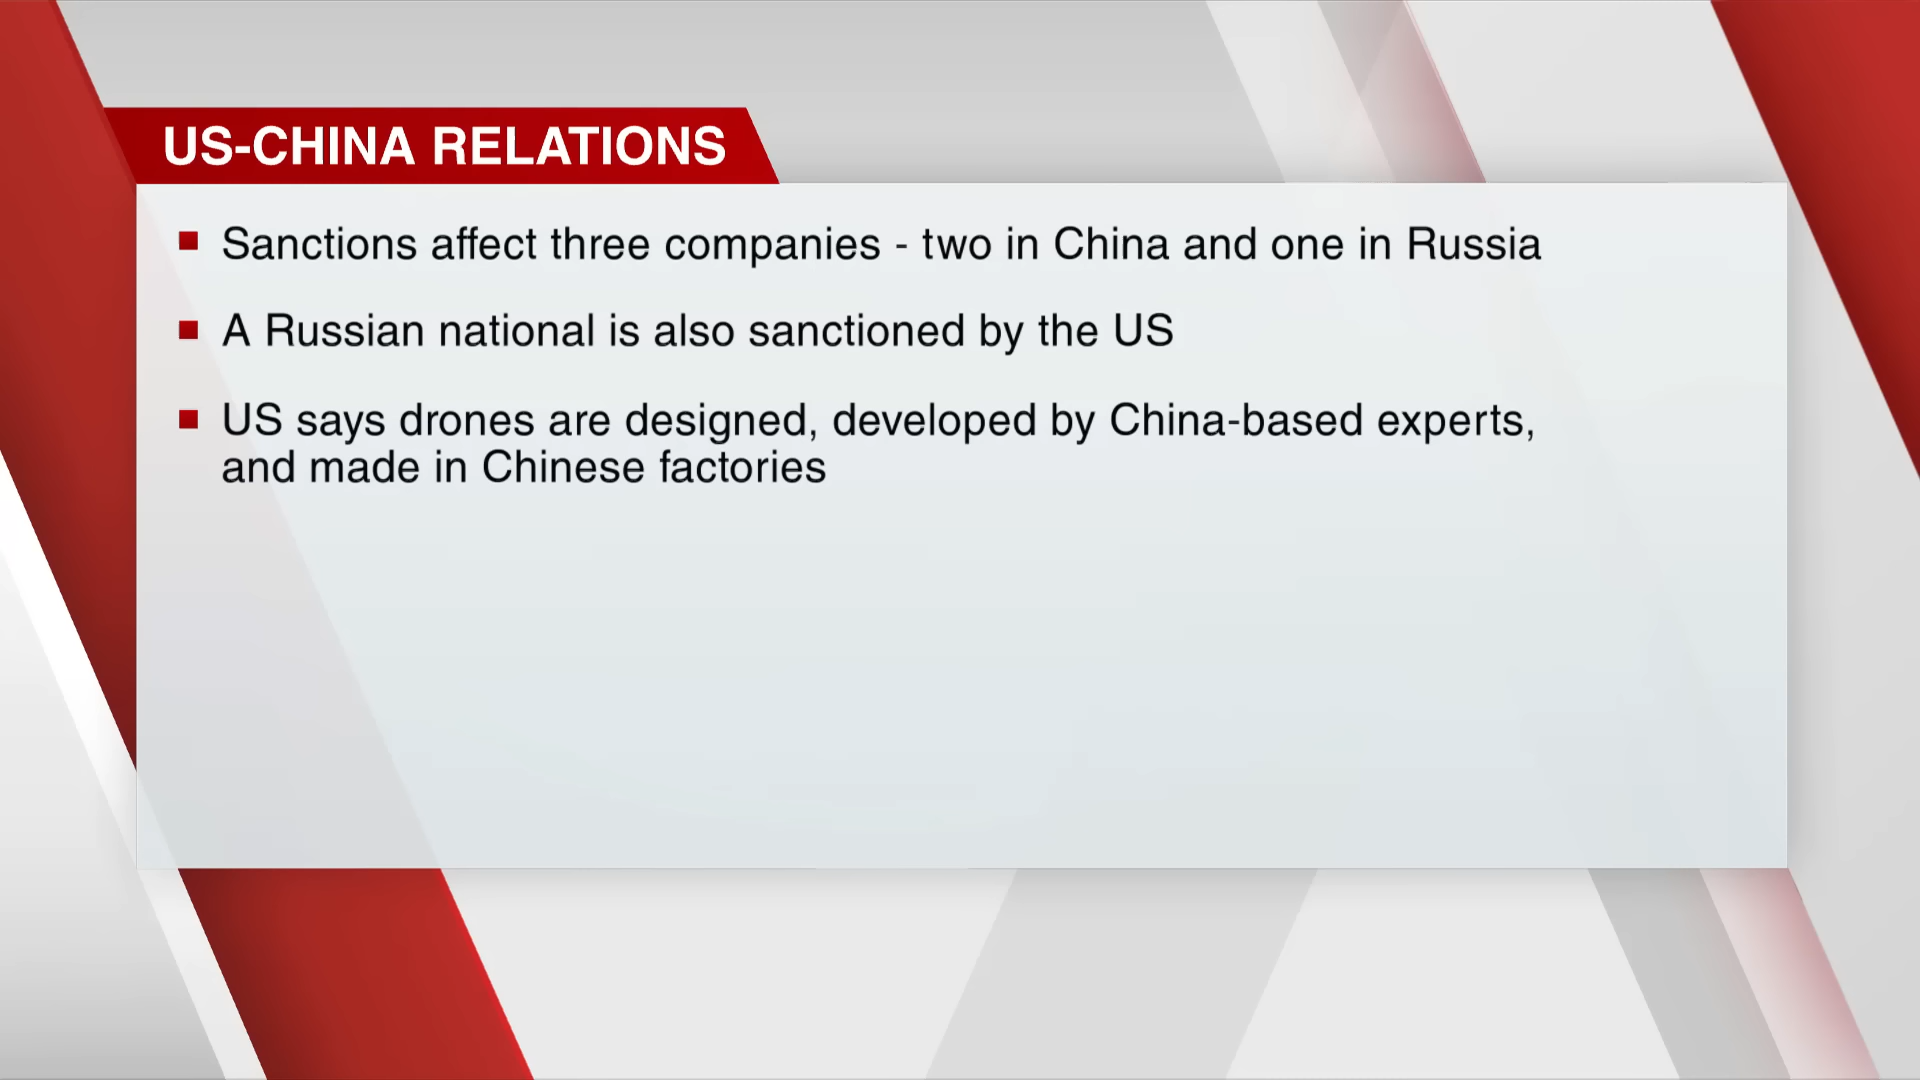 US-CHINA RELATIONS
Sanctions affect three companies - two in China and one in Russia
A Russian national is also sanctioned by the US
US says drones are designed, developed by China-based experts,
and made in Chinese factories